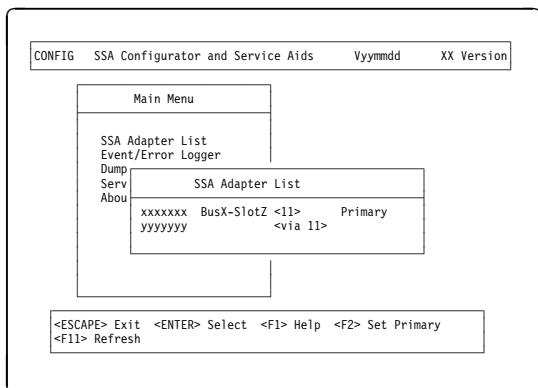 CONFIG SSA Configurator and Service Aids Vyymmdd XX Version
Main Menu
SSA Adapter List
Event/Error Logger
Dump
Serv
Abou
SSA Adapter List
xxxxxxx BusX-SlotZ <11> Primary
yyyyyyy <via 11>
<ESCAPE> Exit <ENTER> Select <F1> Help <F2> Set Primary
<F11> Refresh